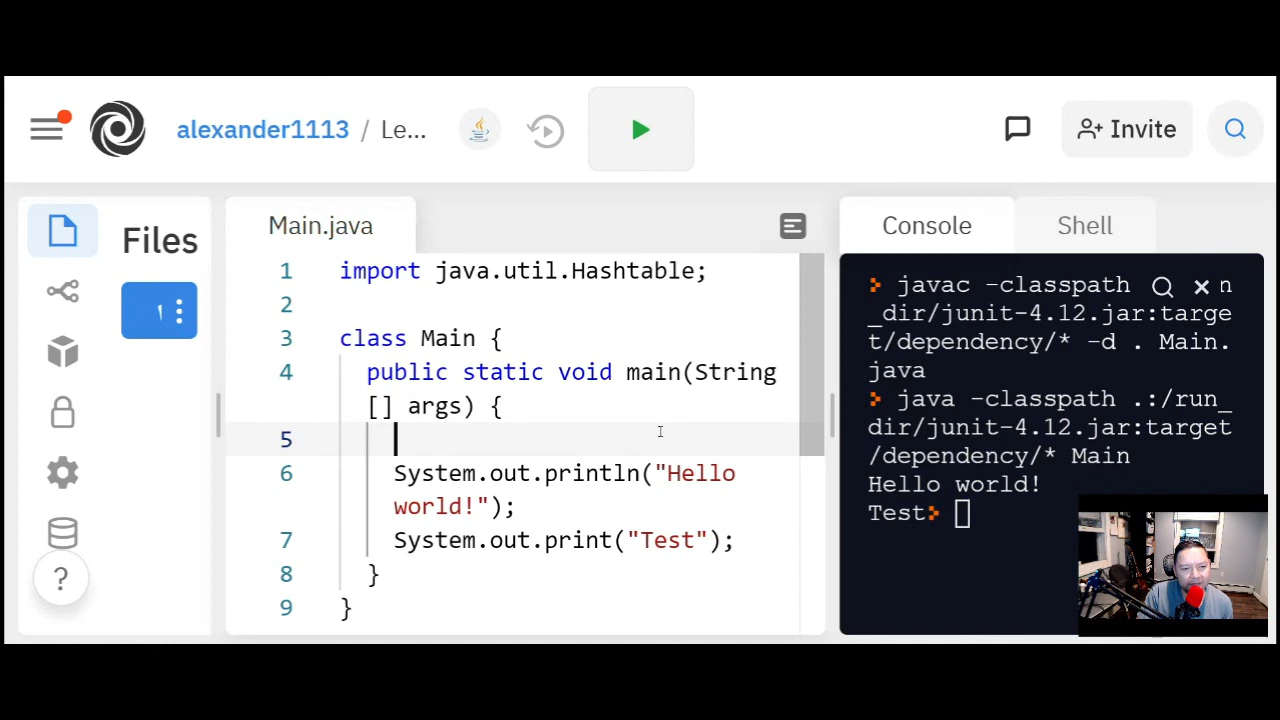 alexander1113 / Le...
Invite
Files
Main.java
1 import java.util.Hashtable;
2
3 class Main {
4 public static void main(String
[] args) {
5
6 System.out.println("Hello
world!");
7 System.out.print("Test");
8 }
9 }
?
Console
Shell
javac -classpath n
_dir/junit-4.12.jar:targe
t/dependency/* -d . Main.
java
java -classpath .:/run_
dir/junit-4.12.jar:target
/dependency/* Main
Hello world!
Test